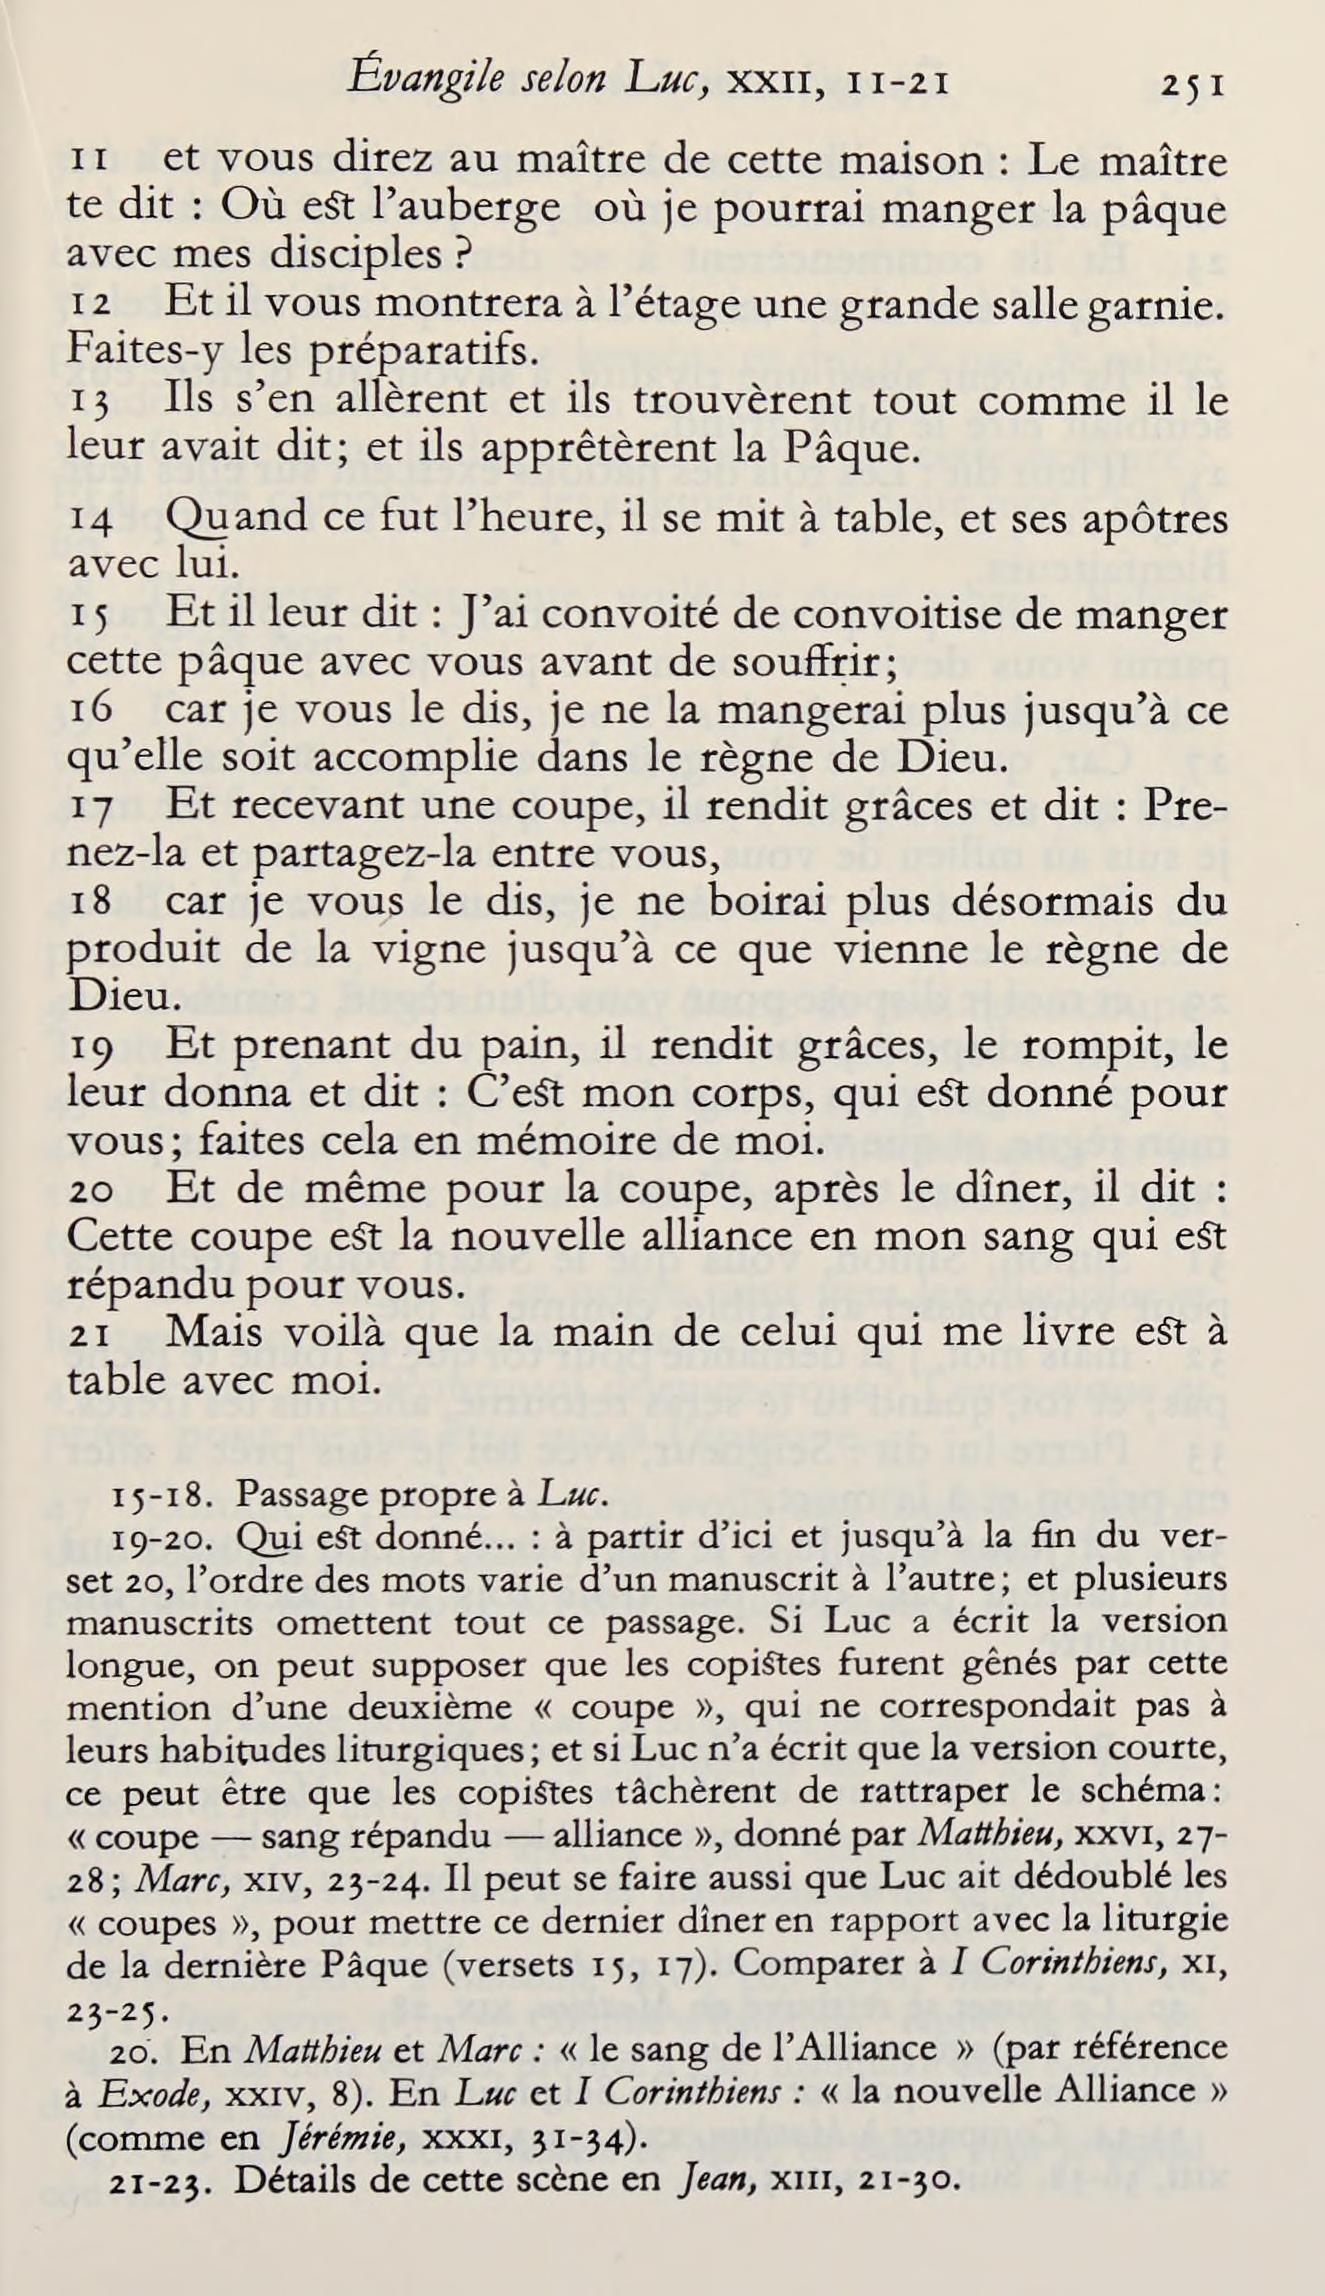 Évangile selon Luc, XXII, 11-21 251
11 et vous direz au maître de cette maison : Le maître
te dit : Où est l’auberge où je pourrai manger la pâque
avec mes disciples ?
12 Et il vous montrera à l’étage une grande salle garnie.
Faites-y les préparatifs.
13 Ils s’en allèrent et ils trouvèrent tout comme il le
leur avait dit; et ils apprêtèrent la Pâque.
14 Quand ce fut l’heure, il se mit à table, et ses apôtres
avec lui.
15 Et il leur dit : J’ai convoité de convoitise de manger
cette pâque avec vous avant de souffrir;
16 car je vous le dis, je ne la mangerai plus jusqu’à ce
qu’elle soit accomplie dans le règne de Dieu.
17 Et recevant une coupe, il rendit grâces et dit : Pre-
nez-la et partagez-la entre vous,
18 car je vous le dis, je ne boirai plus désormais du
produit de la vigne jusqu’à ce que vienne le règne de
Dieu.
19 Et prenant du pain, il rendit grâces, le rompit, le
leur donna et dit : C’est mon corps, qui est donné pour
vous; faites cela en mémoire de moi.
20 Et de même pour la coupe, après le dîner, il dit :
Cette coupe est la nouvelle alliance en mon sang qui est
répandu pour vous.
21 Mais voilà que la main de celui qui me livre est à
table avec moi.
15-18. Passage propre à Luc.
19-20. Qui est donné... : à partir d’ici et jusqu’à la fin du ver-
set 20, l’ordre des mots varie d’un manuscrit à l’autre; et plusieurs
manuscrits omettent tout ce passage. Si Luc a écrit la version
longue, on peut supposer que les copistes furent gênés par cette
mention d’une deuxième « coupe », qui ne correspondait pas à
leurs habitudes liturgiques; et si Luc n’a écrit que la version courte,
ce peut être que les copistes tâchèrent de rattraper le schéma:
« coupe — sang répandu — alliance », donné par Matthieu, XXVI, 27-
28; Marc, XIV, 23-24. Il peut se faire aussi que Luc ait dédoublé les
« coupes », pour mettre ce dernier dîner en rapport avec la liturgie
de la dernière Pâque (versets 15, 17). Comparer à I Corinthiens, XI,
23-25.
20. En Matthieu et Marc : « le sang de l’Alliance » (par référence
à Exode, XXIV, 8). En Luc et I Corinthiens : « la nouvelle Alliance »
(comme en Jérémie, XXXI, 31-34).
21-23. Détails de cette scène en Jean, XIII, 21-30.